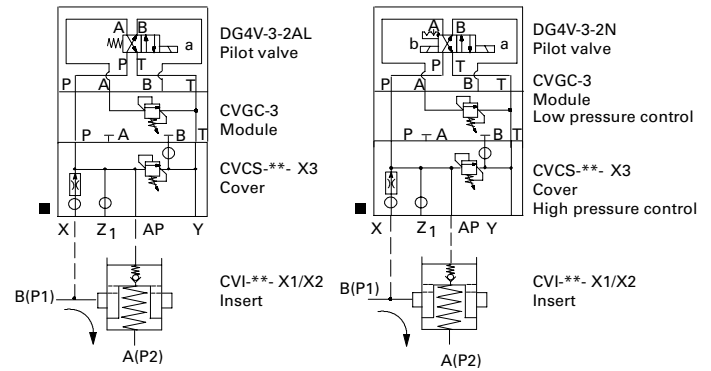 A B
a
P T
DG4V-3-2AL
Pilot valve
P A B T
CVGC-3
Module
P A B T
CVCS-**- X3
Cover
X Z1 AP Y
B(P1)
CVI-**- X1/X2
Insert
A(P2)
A B
b a
P T
DG4V-3-2N
Pilot valve
P A B T
CVGC-3
Module
Low pressure control
P A B T
CVCS-**- X3
Cover
High pressure control
X Z1 AP Y
B(P1)
CVI-**- X1/X2
Insert
A(P2)